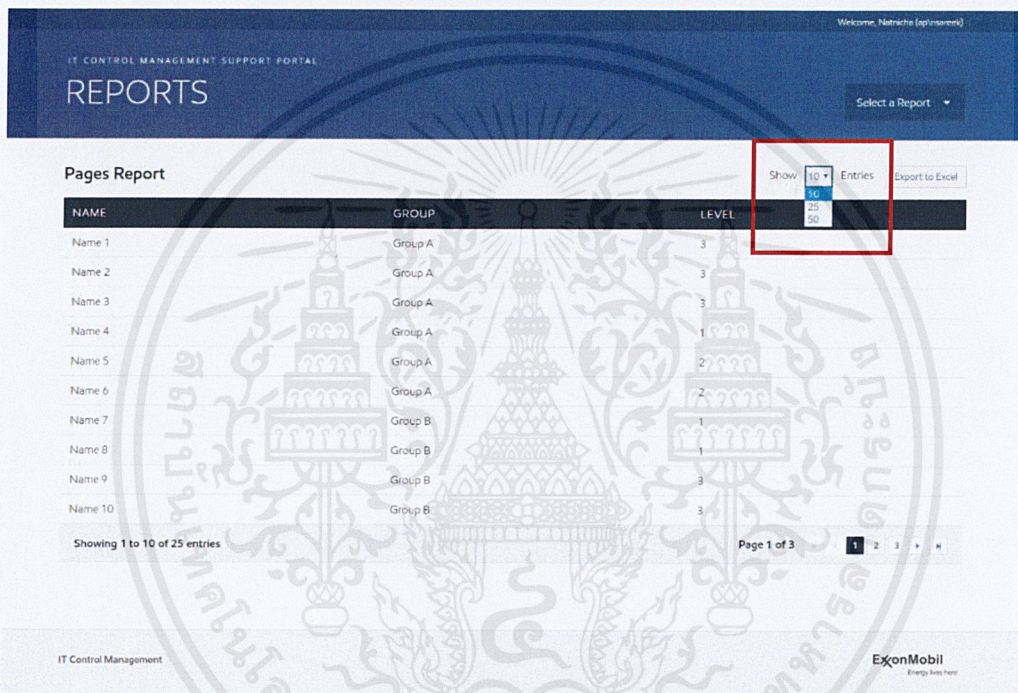 Welcome, Natnicha (ap\nsareek)
IT CONTROL MANAGEMENT SUPPORT PORTAL
REPORTS
Select a Report
Pages Report
Show 10 Entries Export to Excel
10
25
50
NAME GROUP LEVEL
Name 1 Group A 3
Name 2 Group A 3
Name 3 Group A 3
Name 4 Group A 1
Name 5 Group A 2
Name 6 Group A 2
Name 7 Group B 1
Name 8 Group B 1
Name 9 Group B 3
Name 10 Group B 3
Showing 1 to 10 of 25 entries Page 1 of 3 1 2 3
IT Control Management
ExxonMobil
Energy lives here